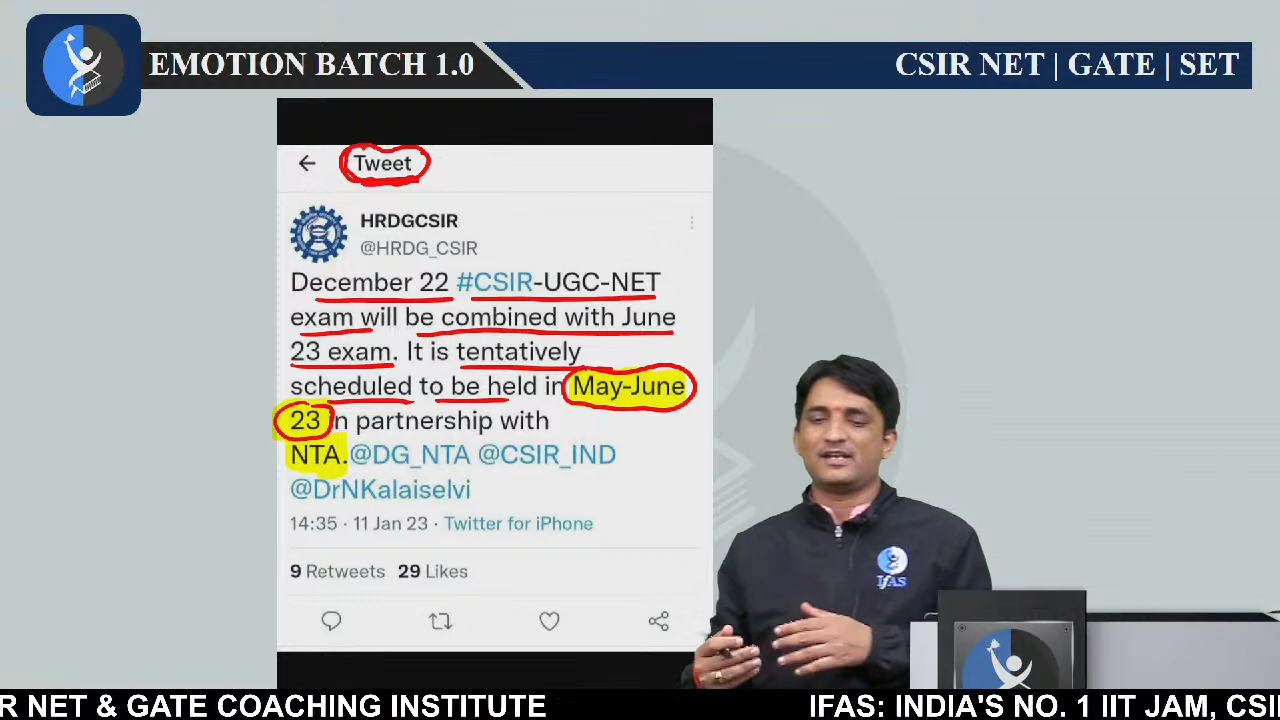 EMOTION BATCH 1.0
CSIR NET | GATE | SET
Tweet
HRDGCSIR
@HRDG_CSIR
December 22 #CSIR-UGC-NET
exam will be combined with June
23 exam. It is tentatively
scheduled to be held in May-June
23 in partnership with
NTA.@DG_NTA @CSIR_IND
@DrNKalaiselvi
14:35 · 11 Jan 23 · Twitter for iPhone
9 Retweets 29 Likes
IFAS
R NET & GATE COACHING INSTITUTE
IFAS: INDIA'S NO. 1 IIT JAM, CSI